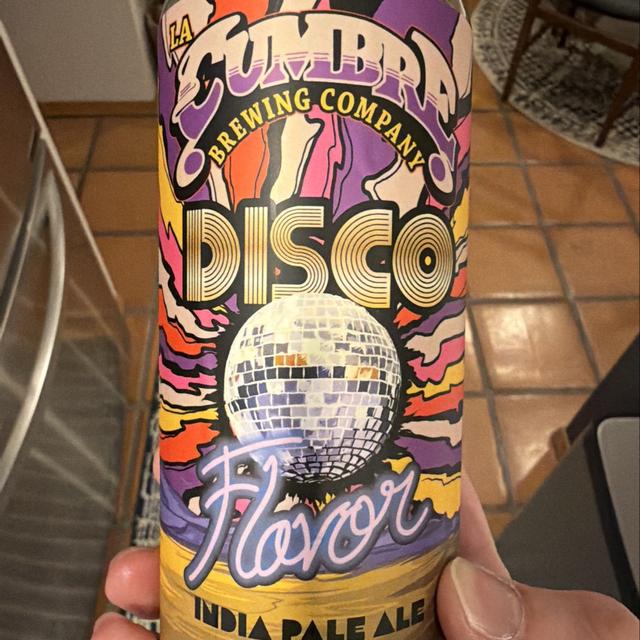 LA
CUMBRE
BREWING COMPANY
DISCO
Flavor
INDIA PALE ALE